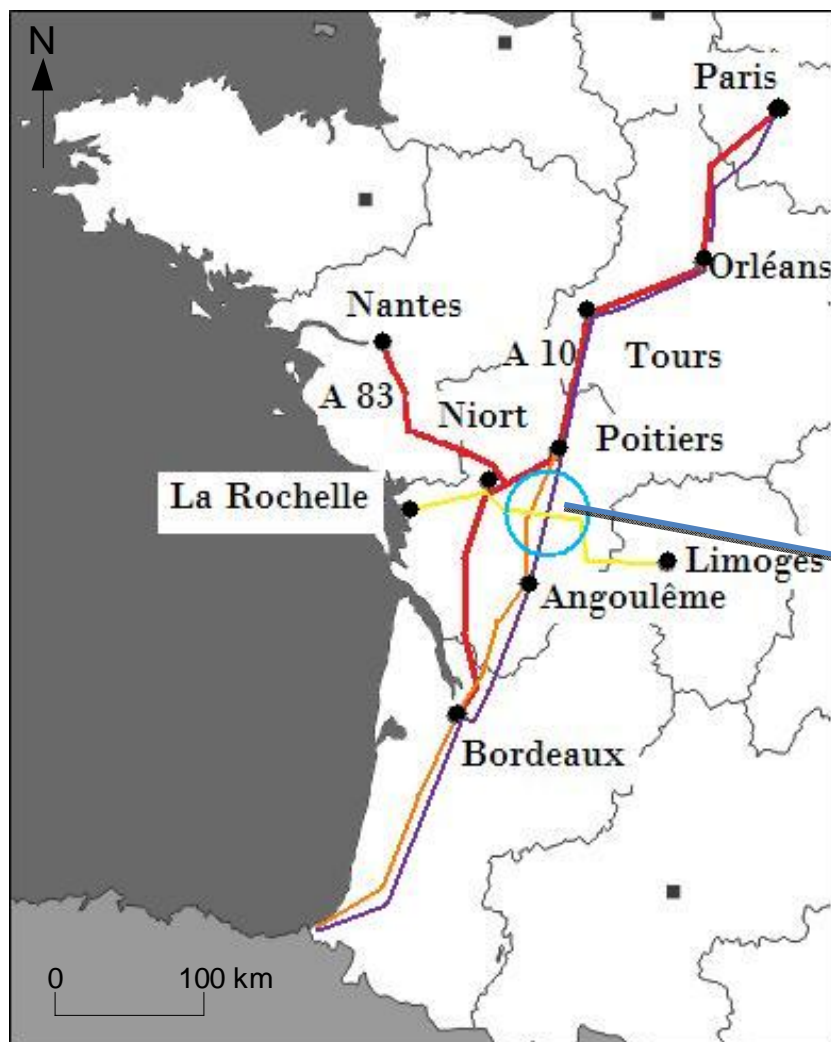 N
Paris
Orléans
Nantes
A 10
Tours
A 83
Niort
Poitiers
La Rochelle
Limoges
Angoulême
Bordeaux
0 100 km